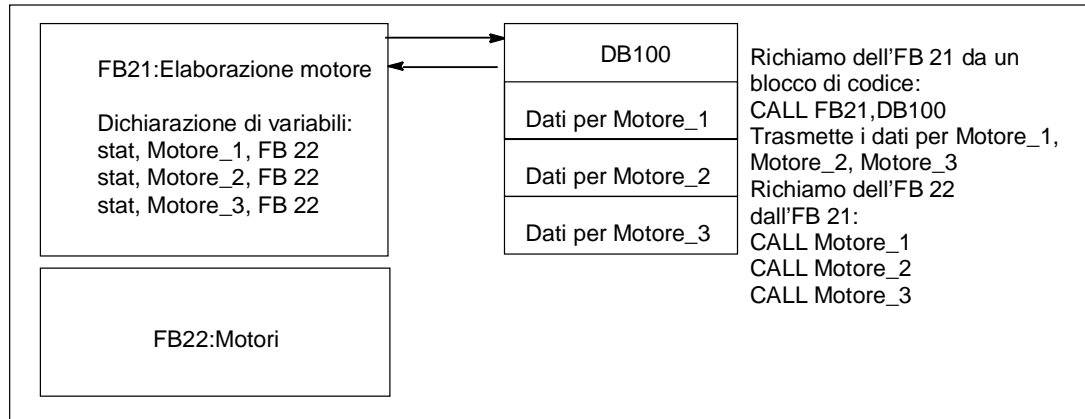 FB21:Elaborazione motore
Dichiarazione di variabili:
stat, Motore_1, FB 22
stat, Motore_2, FB 22
stat, Motore_3, FB 22
FB22:Motori
DB100
Dati per Motore_1
Dati per Motore_2
Dati per Motore_3
Richiamo dell'FB 21 da un
blocco di codice:
CALL FB21,DB100
Trasmette i dati per Motore_1,
Motore_2, Motore_3
Richiamo dell'FB 22
dall'FB 21:
CALL Motore_1
CALL Motore_2
CALL Motore_3